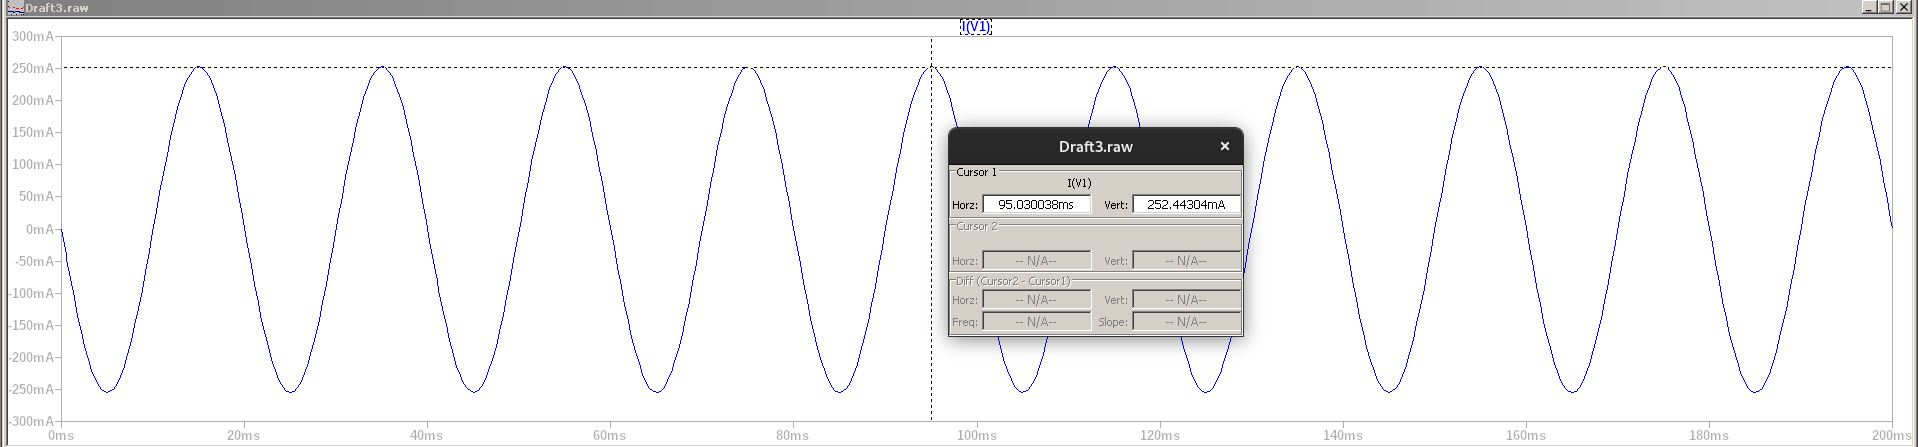 Draft3.raw
I(V1)
300mA
250mA
200mA
150mA
100mA
50mA
0mA
-50mA
-100mA
-150mA
-200mA
-250mA
-300mA
0ms 20ms 40ms 60ms 80ms 100ms 120ms 140ms 160ms 180ms 200ms
Draft3.raw
Cursor 1
I(V1)
Horz: 95.030038ms Vert: 252.44304mA
Cursor 2
Horz: -- N/A-- Vert: -- N/A--
Diff (Cursor2 - Cursor1)
Horz: -- N/A-- Vert: -- N/A--
Freq: -- N/A-- Slope: -- N/A--